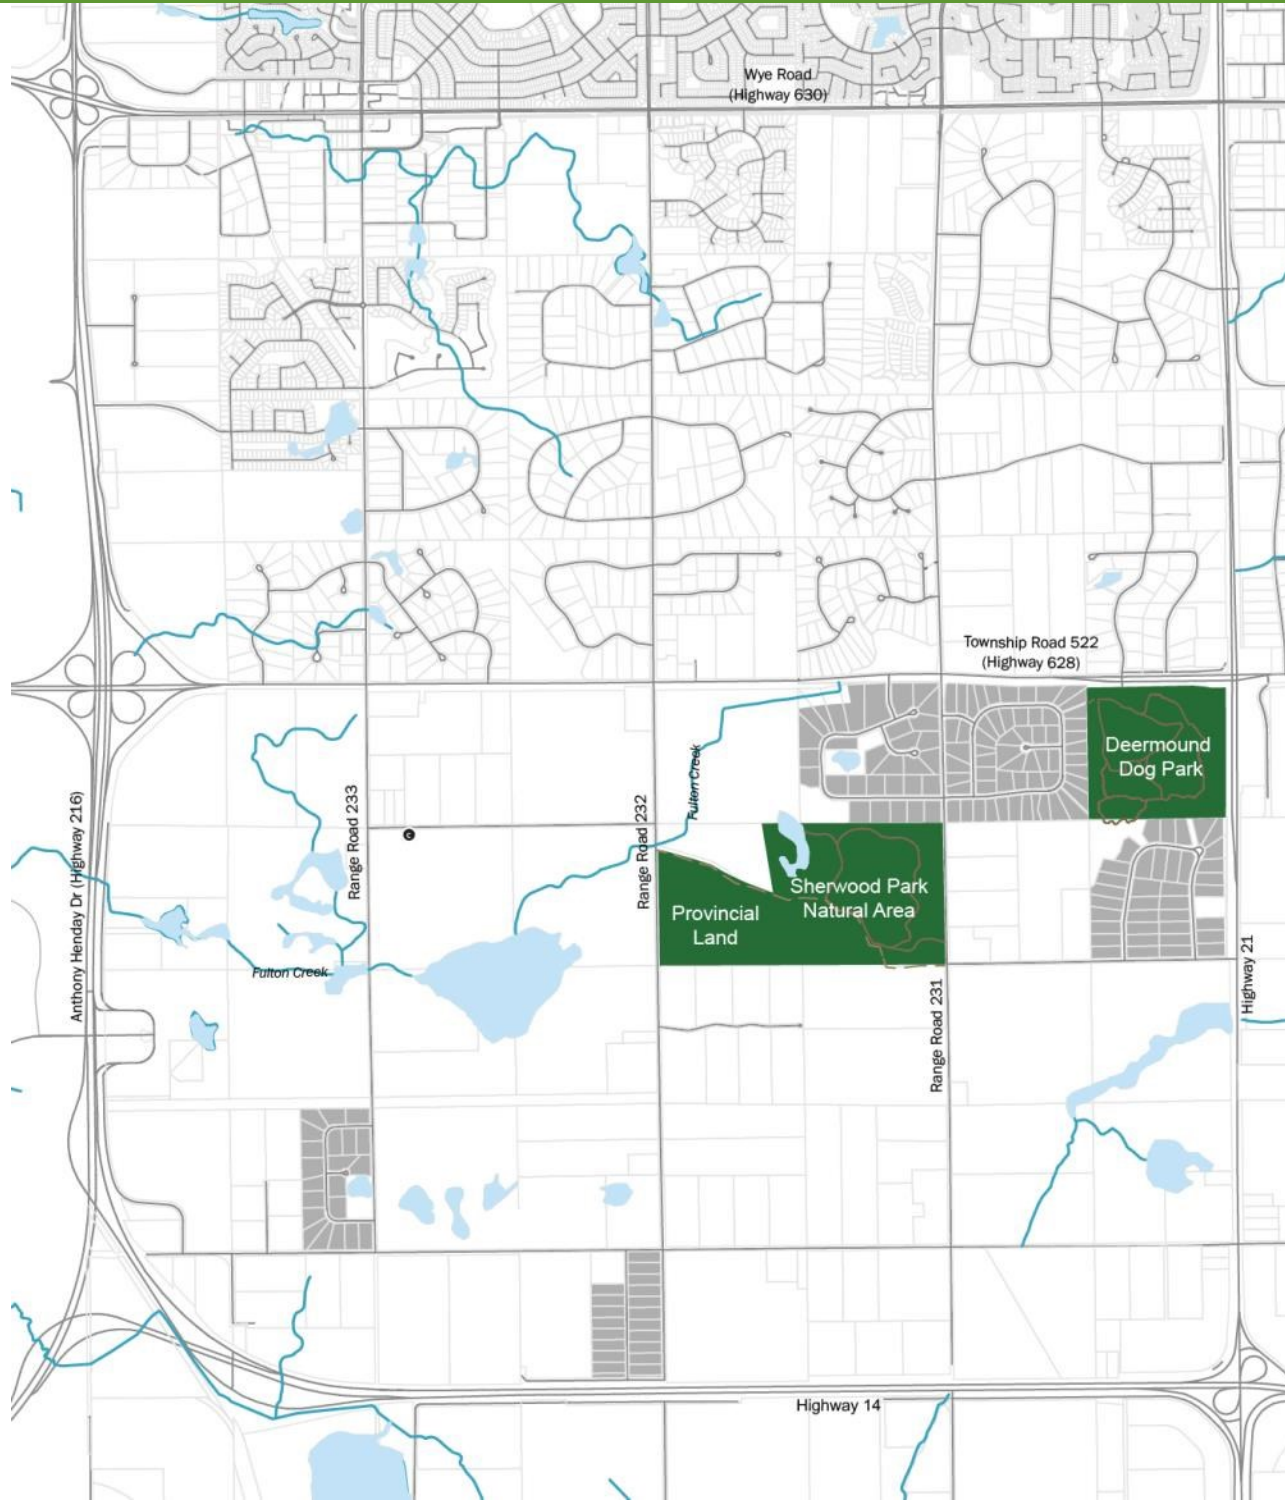 Wye Road
(Highway 630)
Township Road 522
(Highway 628)
Deermound
Dog Park
Fulton Creek
Range Road 233
Range Road 232
Anthony Henday Dr (Highway 216)
Sherwood Park
Natural Area
Provincial
Land
Fulton Creek
Highway 21
Range Road 231
Highway 14